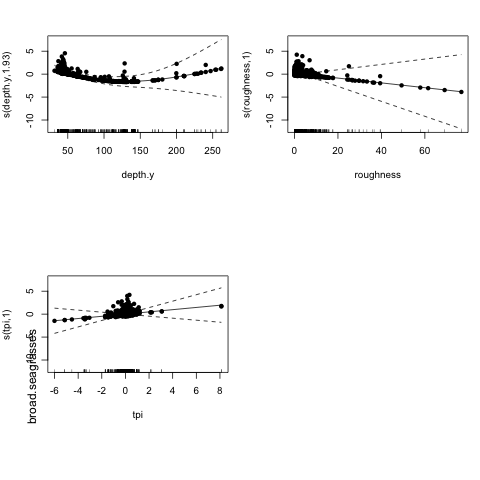 s(depth.y,1.93)
5
0
-5
-10
50 100 150 200 250
depth.y
s(roughness,1)
5
0
-5
-10
0 20 40 60
roughness
s(tpi,1)
5
0
-6 -4 -2 0 2 4 6 8
tpi
broad.seagrasses